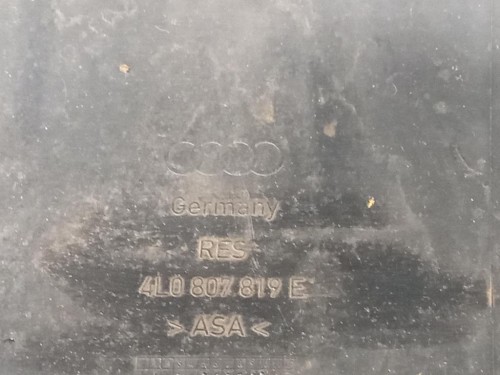 Germany
RES
4L0 807 819 E
>ASA<